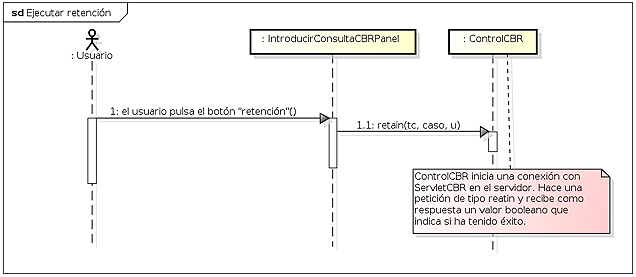 sd Ejecutar retención
: Usuario
: IntroducirConsultaCBRPanel
: ControlCBR
1: el usuario pulsa el botón "retención"()
1.1: retain(tc, caso, u)
ControlCBR inicia una conexión con
ServletCBR en el servidor. Hace una
petición de tipo reatin y recibe como
respuesta un valor booleano que
indica si ha tenido éxito.